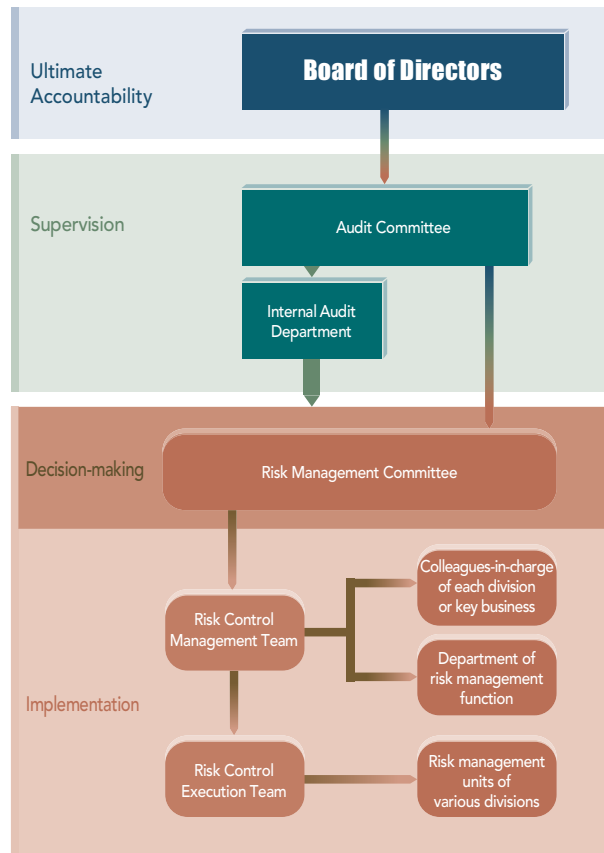 Ultimate
Accountability
Board of Directors
Supervision
Audit Committee
Internal Audit
Department
Decision-making
Risk Management Committee
Implementation
Risk Control
Management Team
Colleagues-in-charge
of each division
or key business
Department of
risk management
function
Risk Control
Execution Team
Risk management
units of
various divisions